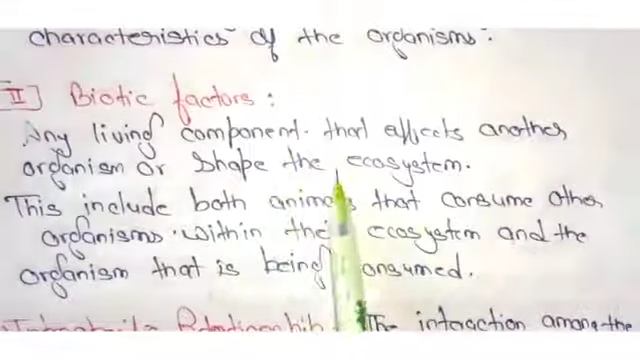 characteristics of the organisms.
II] Biotic factors:
Any living component that affects another
organism or shape the ecosystem.
This include both animals that consume other
organisms within the ecosystem and the
organism that is being consumed.
The interaction among the